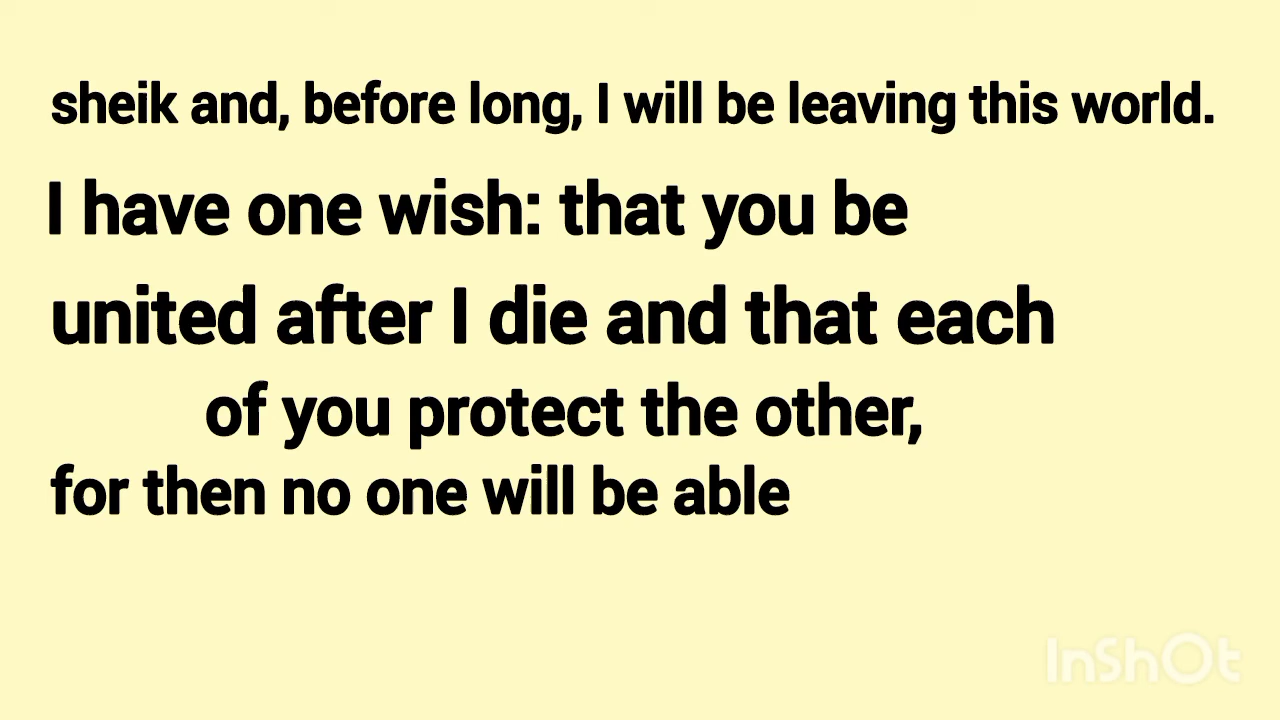 sheik and, before long, I will be leaving this world.
I have one wish: that you be
united after I die and that each
of you protect the other,
for then no one will be able
InShOt